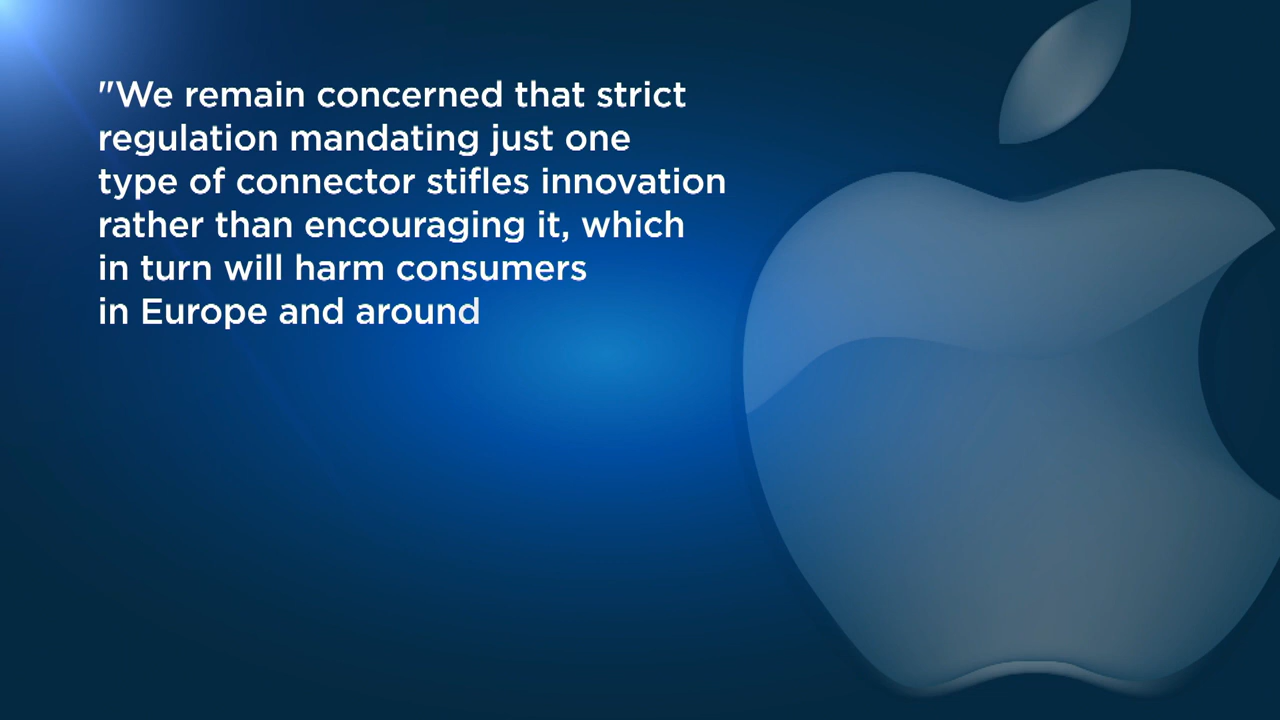 "We remain concerned that strict
regulation mandating just one
type of connector stifles innovation
rather than encouraging it, which
in turn will harm consumers
in Europe and around